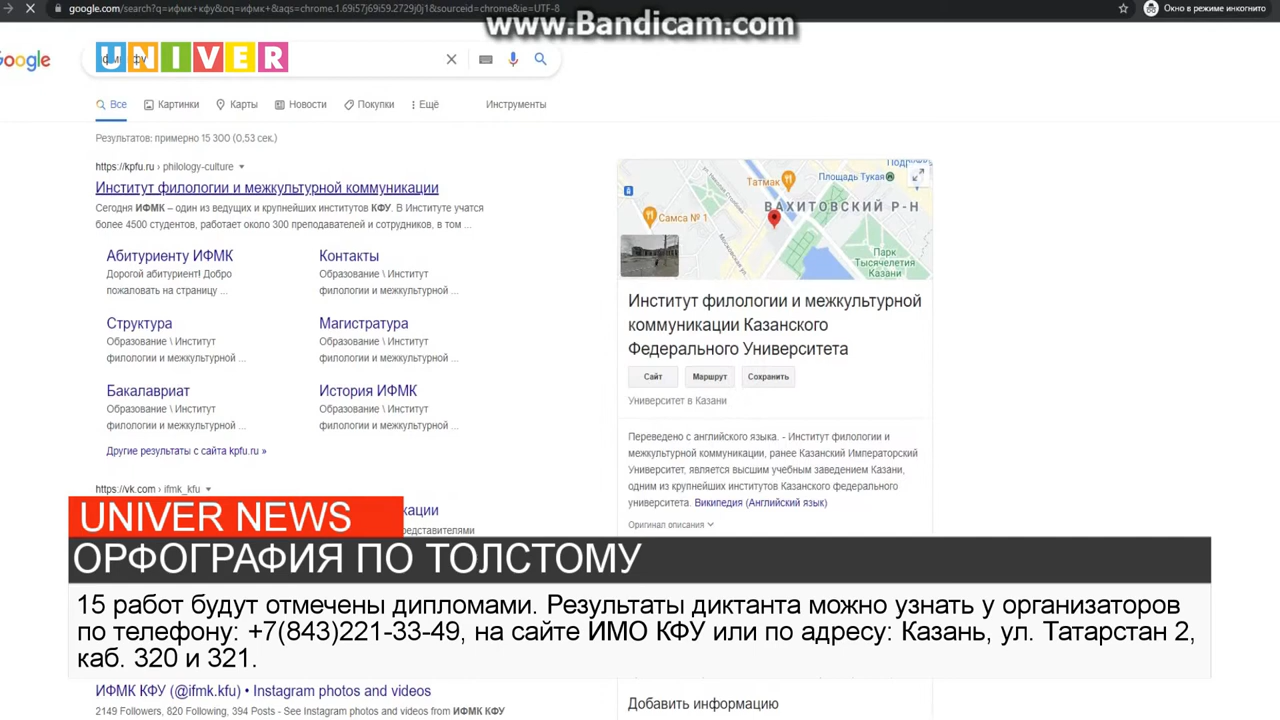 google.com/search?q=ифмк+кфу&oq=ифмк+&aqs=chrome.1.69i57j69i59.2729j0j1&sourceid=chrome&ie=UTF-8
Окно в режиме инкогнито
www.Bandicam.com
oogle
UNIVER
Все
Картинки
Карты
Новости
Покупки
Ещё
Инструменты
Результатов: примерно 15 300 (0,53 сек.)
https://kpfu.ru › philology-culture
Институт филологии и межкультурной коммуникации
Сегодня ИФМК – один из ведущих и крупнейших институтов КФУ. В Институте учатся
более 4500 студентов, работает около 300 преподавателей и сотрудников, в том ...
Абитуриенту ИФМК
Дорогой абитуриент! Добро
пожаловать на страницу ...
Контакты
Образование \ Институт
филологии и межкультурной ...
Структура
Образование \ Институт
филологии и межкультурной ...
Магистратура
Образование \ Институт
филологии и межкультурной ...
Бакалавриат
Образование \ Институт
филологии и межкультурной ...
История ИФМК
Образование \ Институт
филологии и межкультурной ...
Другие результаты с сайта kpfu.ru »
https://vk.com › ifmk_kfu
Татмак
Площадь Тукая
ВАХИТОВСКИЙ Р-Н
Самса № 1
Московская ул.
Парк
Тысячелетия
Казани
Институт филологии и межкультурной
коммуникации Казанского
Федерального Университета
Сайт
Маршрут
Сохранить
Университет в Казани
Переведено с английского языка. - Институт филологии и
межкультурной коммуникации, ранее Казанский Императорский
Университет, является высшим учебным заведением Казани,
одним из крупнейших институтов Казанского федерального
университета. Википедия (Английский язык)
Оригинал описания
UNIVER NEWS
ОРФОГРАФИЯ ПО ТОЛСТОМУ
15 работ будут отмечены дипломами. Результаты диктанта можно узнать у организаторов
по телефону: +7(843)221-33-49, на сайте ИМО КФУ или по адресу: Казань, ул. Татарстан 2,
каб. 320 и 321.
ИФМК КФУ (@ifmk.kfu) • Instagram photos and videos
2149 Followers, 820 Following, 394 Posts - See Instagram photos and videos from ИФМК КФУ
Добавить информацию